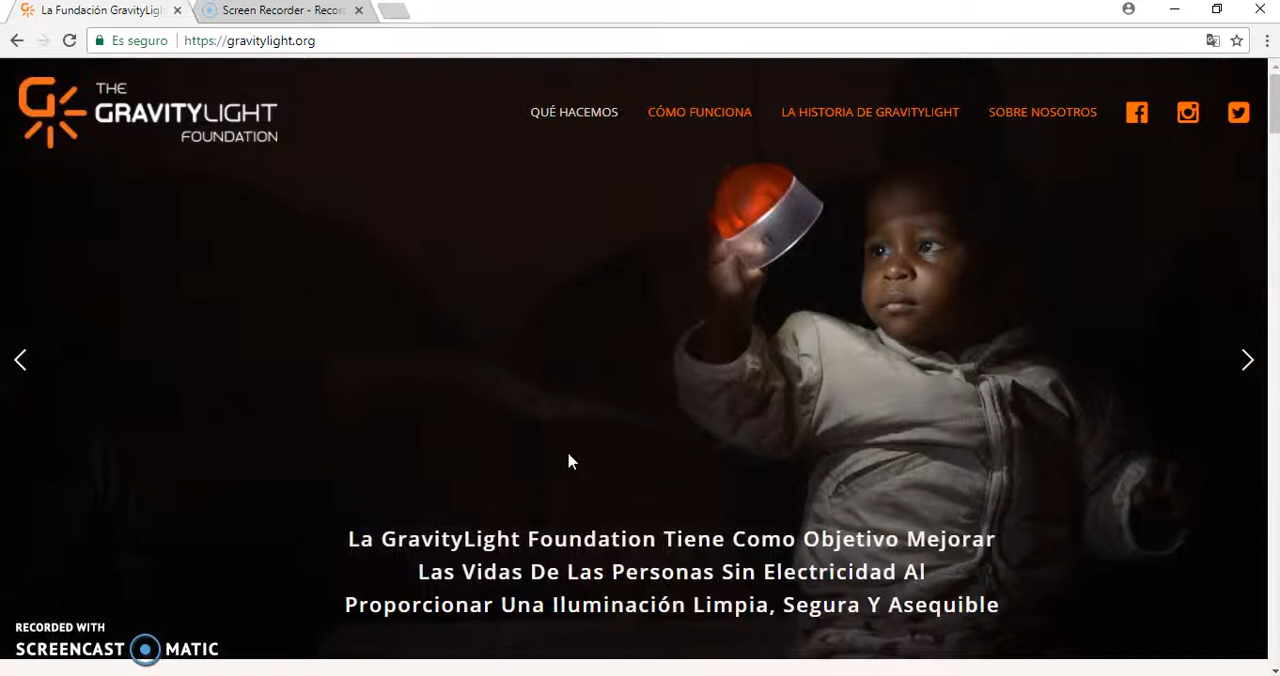 La Fundación GravityLigh
Screen Recorder - Recor
Es seguro
https://gravitylight.org
THE
GRAVITYLIGHT
FOUNDATION
QUÉ HACEMOS
CÓMO FUNCIONA
LA HISTORIA DE GRAVITYLIGHT
SOBRE NOSOTROS
La GravityLight Foundation Tiene Como Objetivo Mejorar
Las Vidas De Las Personas Sin Electricidad Al
Proporcionar Una Iluminación Limpia, Segura Y Asequible
RECORDED WITH
SCREENCAST MATIC